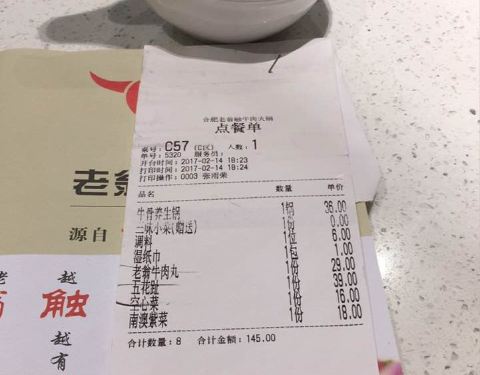 合肥老翁触牛肉火锅
点餐单
桌号: C57 (C区) 人数: 1
单号: 5320 服务员:
开台时间: 2017-02-14 18:23
打印时间: 2017-02-14 18:24
打印操作: 0003 张雨荣
品名 数量 单价
牛骨养生锅 1锅 36.00
三味小菜(赠送) 1份 0.00
调料 1位 6.00
湿纸巾 1包 1.00
老翁牛肉丸 1份 29.00
五花趾 1份 39.00
空心菜 1份 16.00
南澳紫菜 1份 18.00
合计数量: 8 合计金额: 145.00
老翁
源自
越
触
越
有